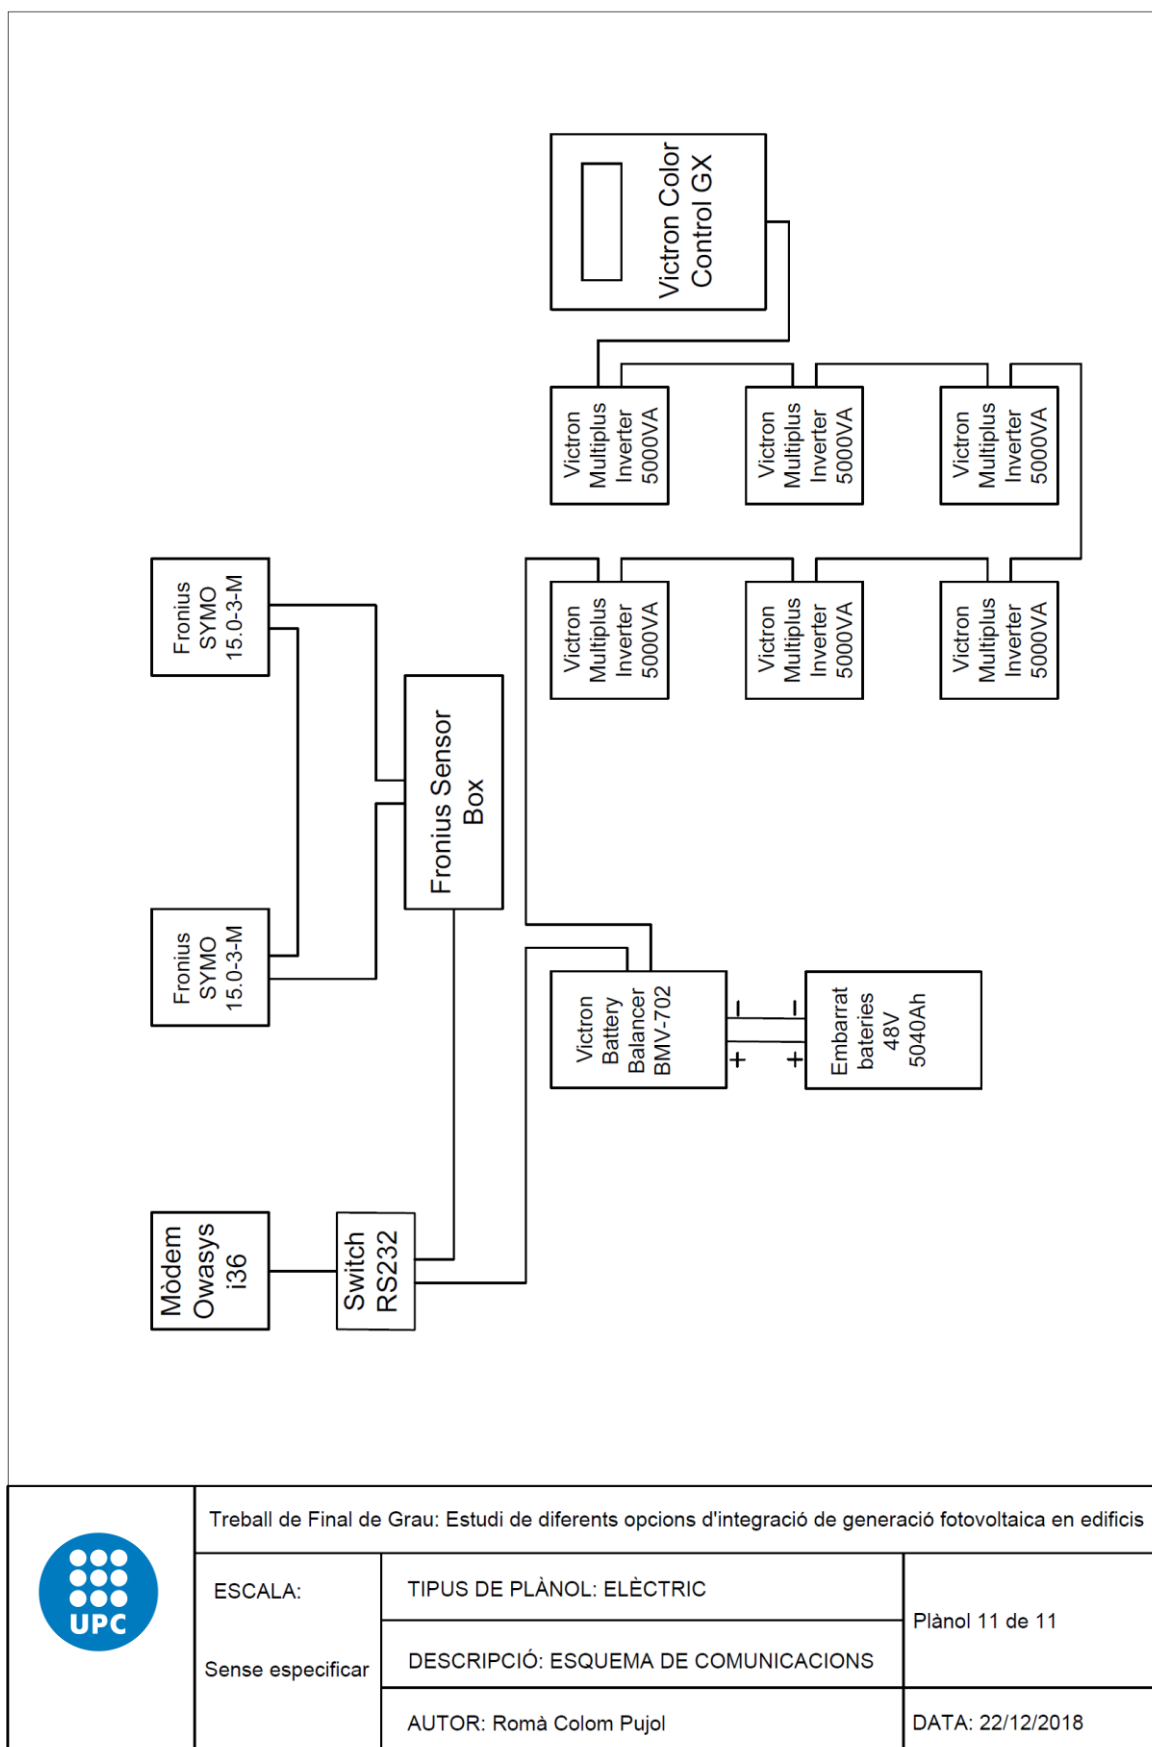 Victron Color
Control GX
Victron
Multiplus
Inverter
5000VA
Victron
Multiplus
Inverter
5000VA
Victron
Multiplus
Inverter
5000VA
Fronius
SYMO
15.0-3-M
Victron
Multiplus
Inverter
5000VA
Victron
Multiplus
Inverter
5000VA
Victron
Multiplus
Inverter
5000VA
Fronius Sensor
Box
Fronius
SYMO
15.0-3-M
Victron
Battery
Balancer
BMV-702
- -
+ +
Embarrat
bateries
48V
5040Ah
Mòdem
Owasys
i36
Switch
RS232
UPC
Treball de Final de Grau: Estudi de diferents opcions d'integració de generació fotovoltaica en edificis
ESCALA:
Sense especificar
TIPUS DE PLÀNOL: ELÈCTRIC
DESCRIPCIÓ: ESQUEMA DE COMUNICACIONS
AUTOR: Romà Colom Pujol
Plànol 11 de 11
DATA: 22/12/2018